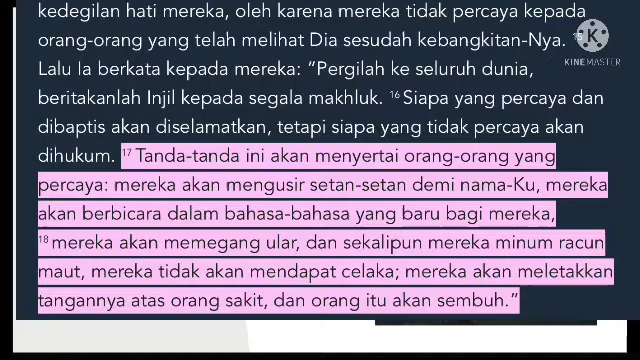 kedegilan hati mereka, oleh karena mereka tidak percaya kepada
orang-orang yang telah melihat Dia sesudah kebangkitan-Nya. 15
Lalu Ia berkata kepada mereka: “Pergilah ke seluruh dunia,
beritakanlah Injil kepada segala makhluk. 16 Siapa yang percaya dan
dibaptis akan diselamatkan, tetapi siapa yang tidak percaya akan
dihukum. 17 Tanda-tanda ini akan menyertai orang-orang yang
percaya: mereka akan mengusir setan-setan demi nama-Ku, mereka
akan berbicara dalam bahasa-bahasa yang baru bagi mereka,
18 mereka akan memegang ular, dan sekalipun mereka minum racun
maut, mereka tidak akan mendapat celaka; mereka akan meletakkan
tangannya atas orang sakit, dan orang itu akan sembuh.”
KINEMASTER